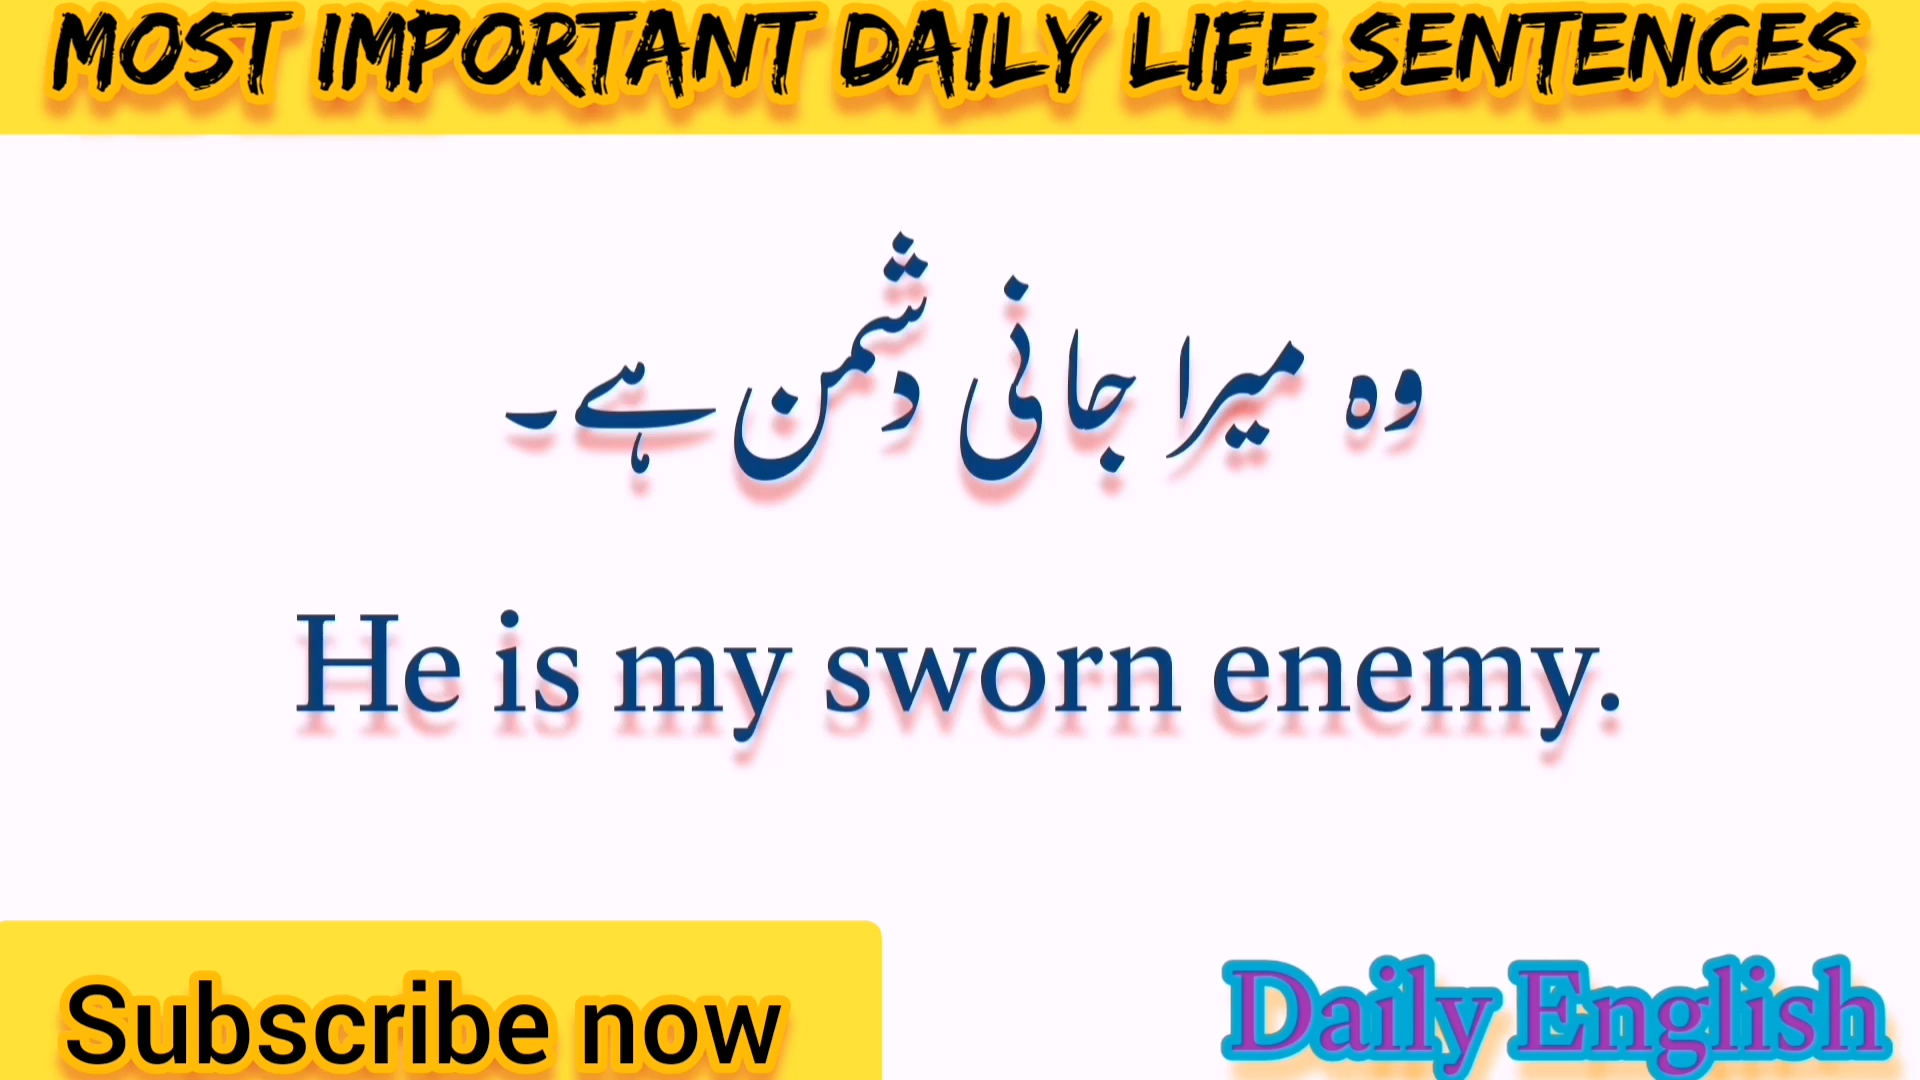 MOST IMPORTANT DAILY LIFE SENTENCES
وہ میرا جانی دشمن ہے۔
He is my sworn enemy.
Subscribe now
Daily English